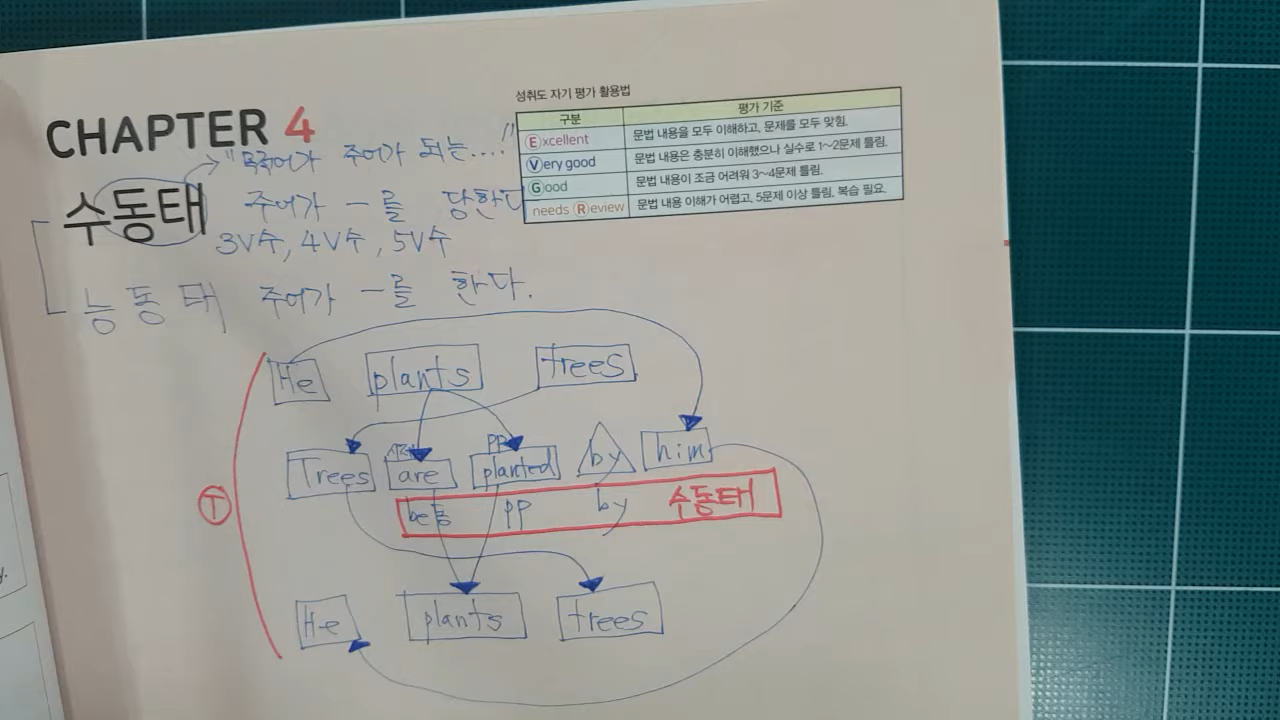 성취도 자기 평가 활용법
구분 평가 기준
Excellent 문법 내용을 모두 이해하고, 문제를 모두 맞힘.
Very good 문법 내용은 충분히 이해했으나 실수로 1~2문제 틀림.
Good 문법 내용이 조금 어려워 3~4문제 틀림.
needs Review 문법 내용 이해가 어렵고, 5문제 이상 틀림. 복습 필요.
CHAPTER 4
"목적어가 주어가 되는....!!"
수동태 주어가 -를 당한다
3V수, 4V수, 5V수
능동태 주어가 -를 한다.
He plants trees
PP
Trees are planted by him
be동 PP by 수동태
T
He plants trees